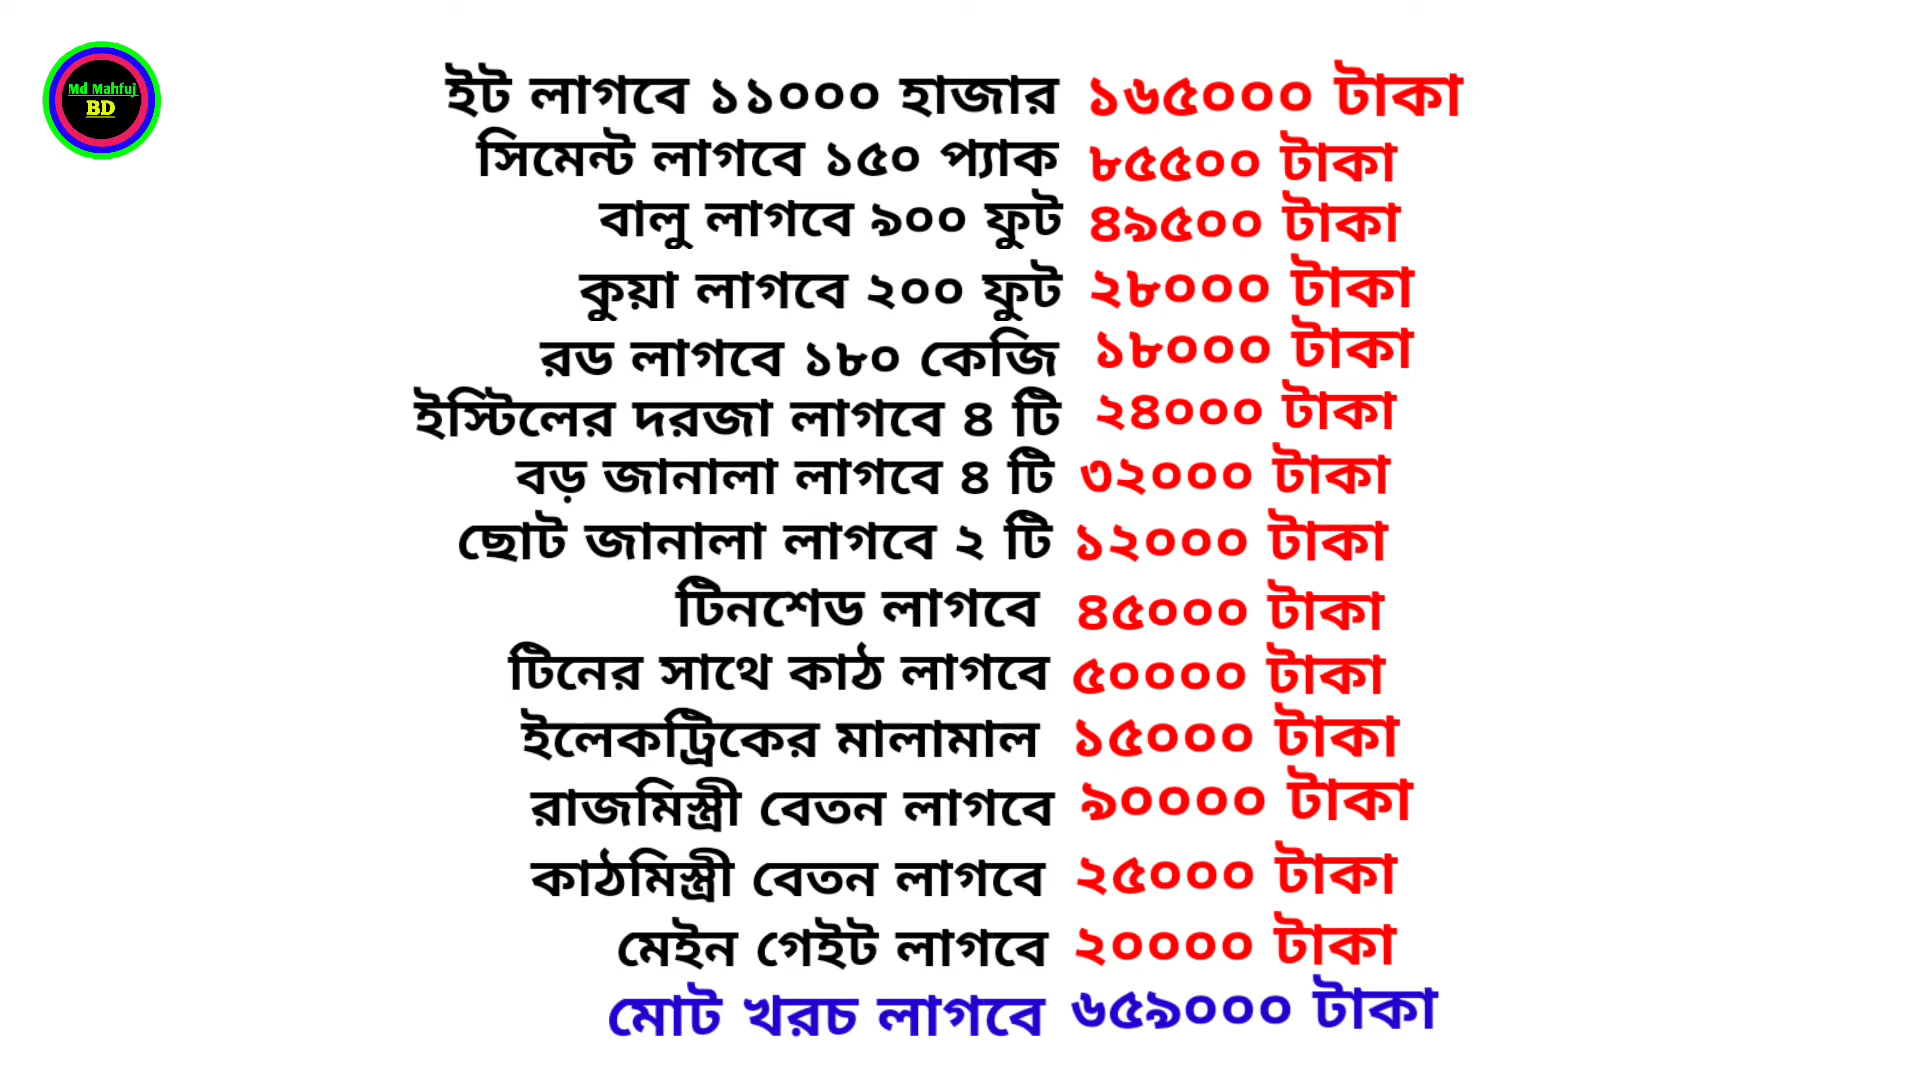 Md Mahfuj
BD
ইট লাগবে ১১০০০ হাজার ১৬৫০০০ টাকা
সিমেন্ট লাগবে ১৫০ প্যাক ৮৫৫০০ টাকা
বালু লাগবে ৯০০ ফুট ৪৯৫০০ টাকা
কুয়া লাগবে ২০০ ফুট ২৮০০০ টাকা
রড লাগবে ১৮০ কেজি ১৮০০০ টাকা
ইস্টিলের দরজা লাগবে ৪ টি ২৪০০০ টাকা
বড় জানালা লাগবে ৪ টি ৩২০০০ টাকা
ছোট জানালা লাগবে ২ টি ১২০০০ টাকা
টিনশেড লাগবে ৪৫০০০ টাকা
টিনের সাথে কাঠ লাগবে ৫০০০০ টাকা
ইলেকট্রিকের মালামাল ১৫০০০ টাকা
রাজমিস্ত্রী বেতন লাগবে ৯০০০০ টাকা
কাঠমিস্ত্রী বেতন লাগবে ২৫০০০ টাকা
মেইন গেইট লাগবে ২০০০০ টাকা
মোট খরচ লাগবে ৬৫৯০০০ টাকা